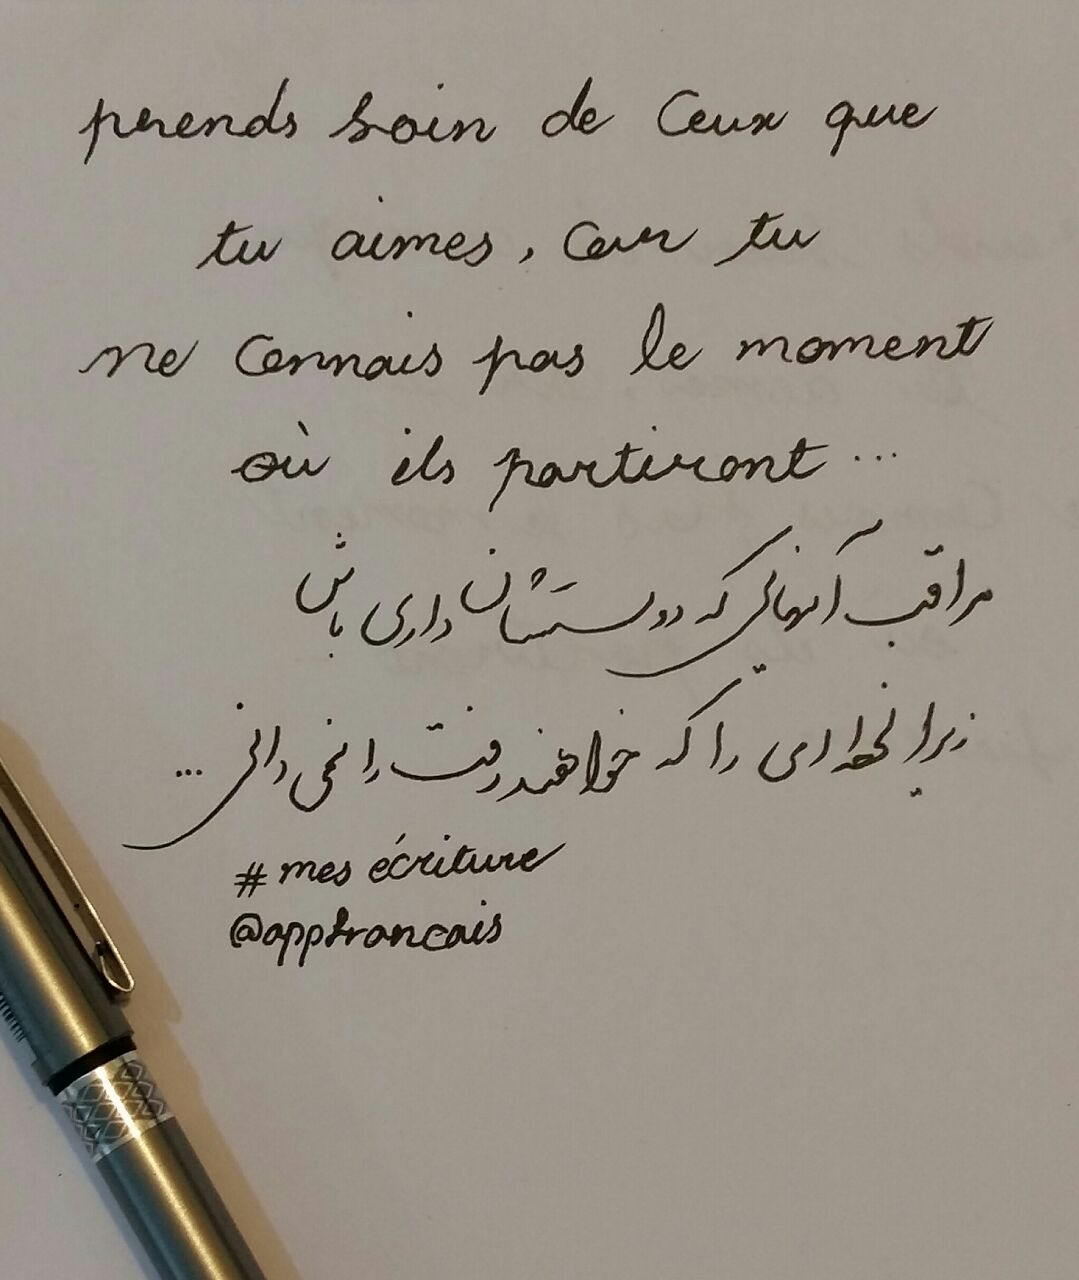 prends soin de Ceux que
tu aimes, Car tu
ne Connais pas le moment
où ils partiront ...
مراقب آنهائی که دوستشان داری باش
زیرا لحظه ای را که خواهند رفت را نمی دانی ...
# mes écriture
@appfrancais